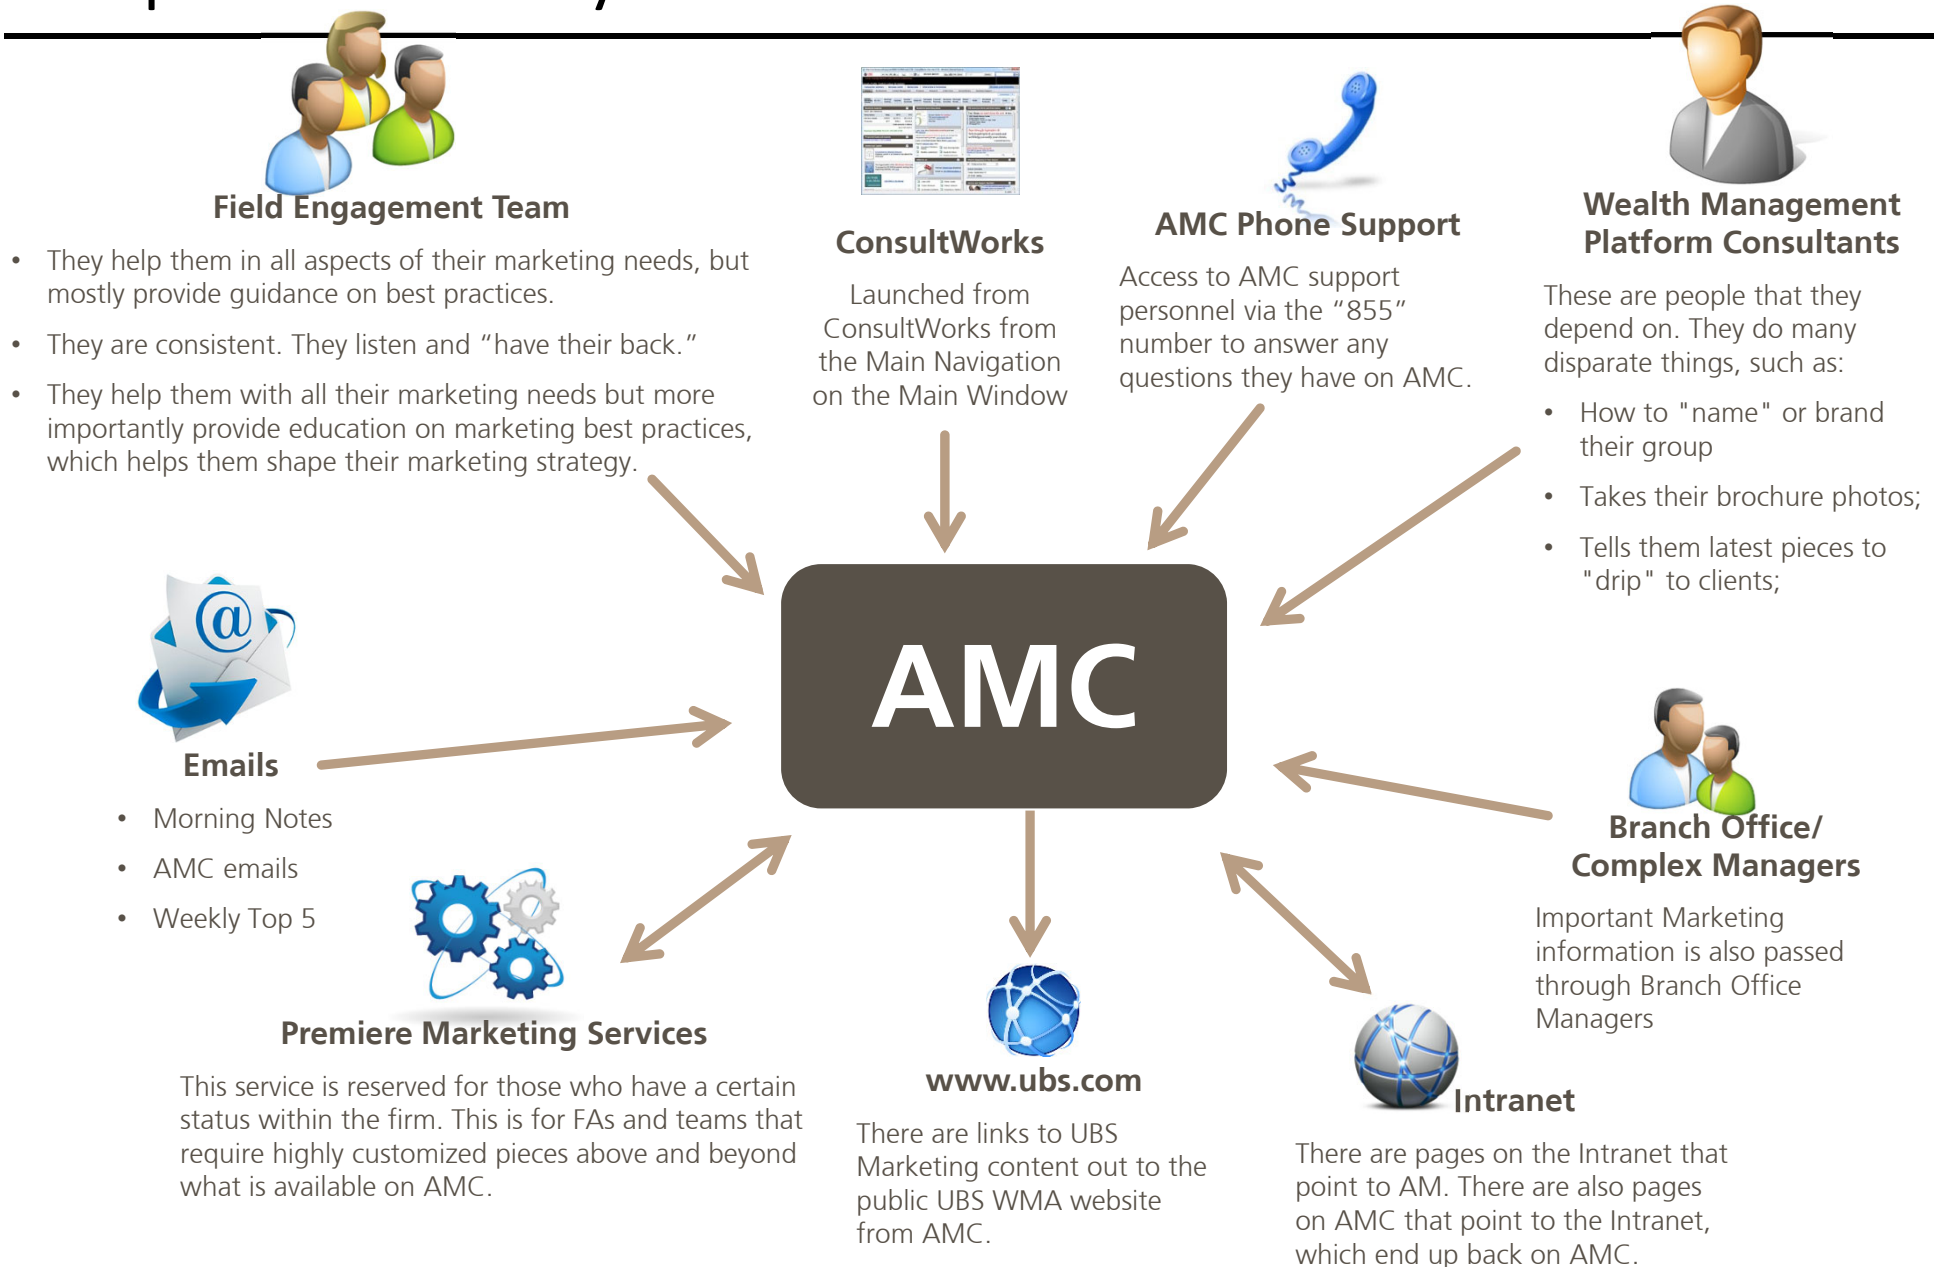 Field Engagement Team
• They help them in all aspects of their marketing needs, but
mostly provide guidance on best practices.
• They are consistent. They listen and “have their back.”
• They help them with all their marketing needs but more
importantly provide education on marketing best practices,
which helps them shape their marketing strategy.
ConsultWorks
Launched from
ConsultWorks from
the Main Navigation
on the Main Window
AMC Phone Support
Access to AMC support
personnel via the “855”
number to answer any
questions they have on AMC.
Wealth Management
Platform Consultants
These are people that they
depend on. They do many
disparate things, such as:
• How to "name" or brand
their group
• Takes their brochure photos;
• Tells them latest pieces to
"drip" to clients;
AMC
@
Emails
• Morning Notes
• AMC emails
• Weekly Top 5
Branch Office/
Complex Managers
Important Marketing
information is also passed
through Branch Office
Managers
Premiere Marketing Services
This service is reserved for those who have a certain
status within the firm. This is for FAs and teams that
require highly customized pieces above and beyond
what is available on AMC.
www.ubs.com
There are links to UBS
Marketing content out to the
public UBS WMA website
from AMC.
Intranet
There are pages on the Intranet that
point to AM. There are also pages
on AMC that point to the Intranet,
which end up back on AMC.